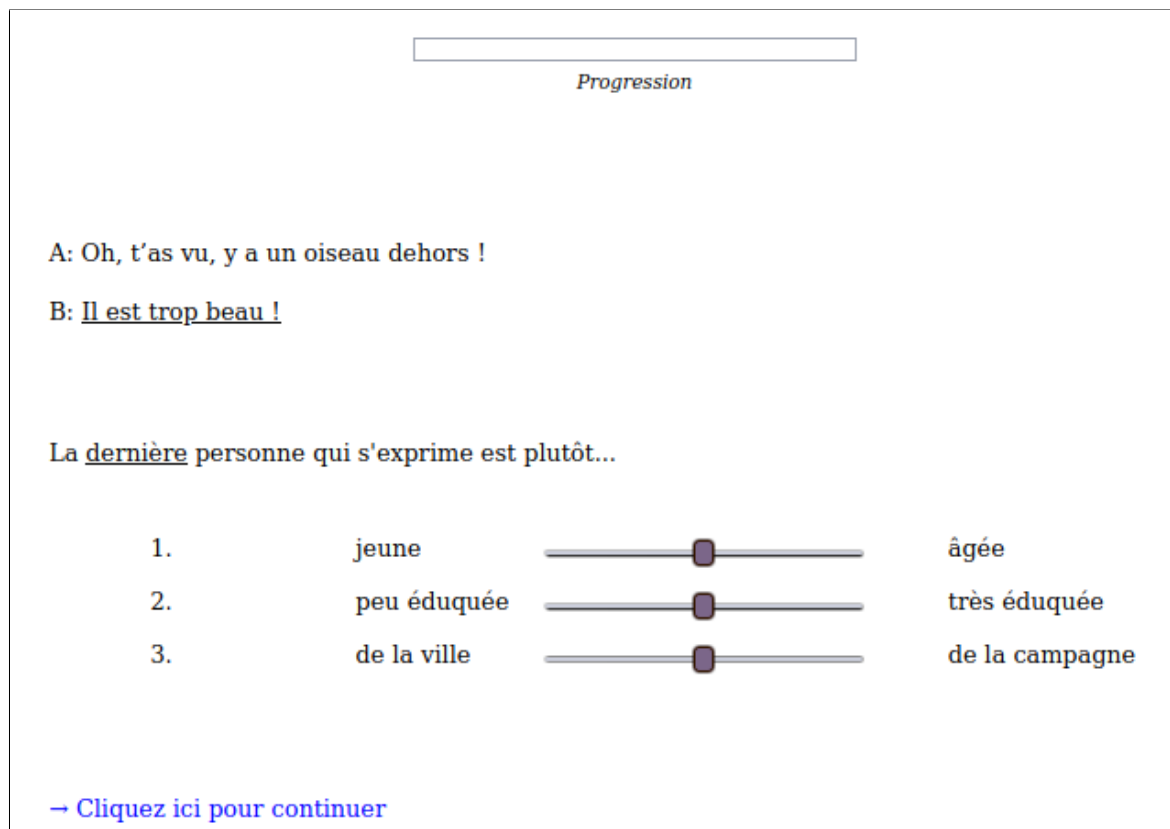 Progression
A: Oh, t’as vu, y a un oiseau dehors !
B: Il est trop beau !
La dernière personne qui s'exprime est plutôt...
1. jeune âgée
2. peu éduquée très éduquée
3. de la ville de la campagne
→ Cliquez ici pour continuer